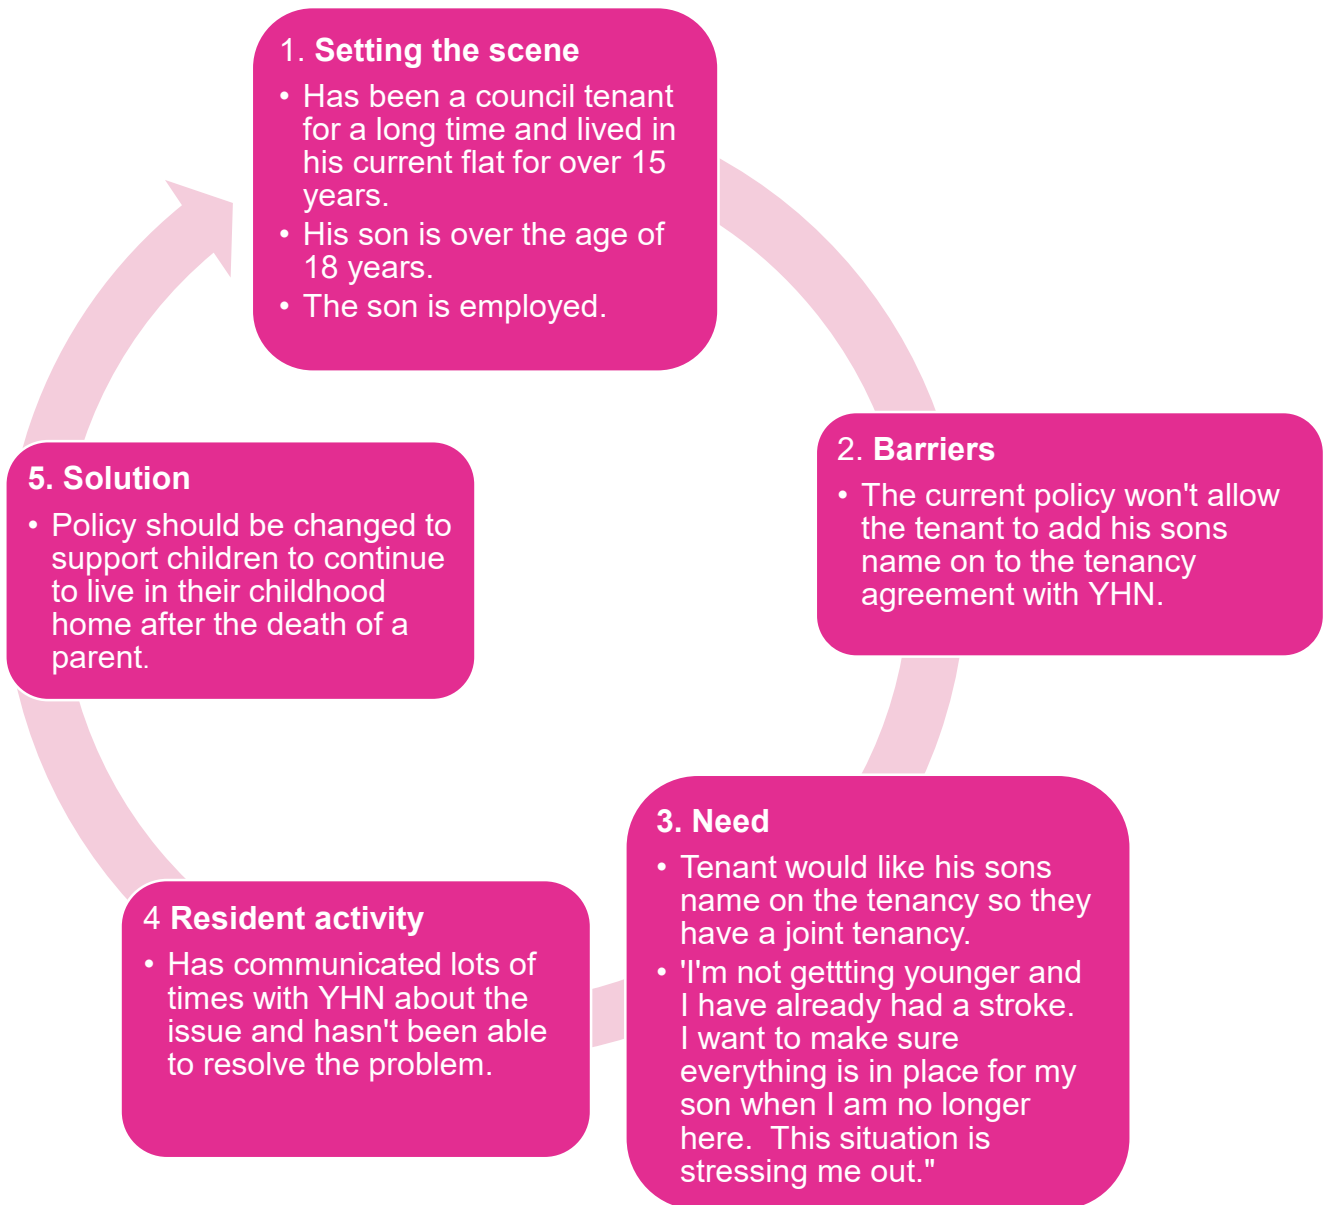 1. Setting the scene
• Has been a council tenant
for a long time and lived in
his current flat for over 15
years.
• His son is over the age of
18 years.
• The son is employed.
2. Barriers
• The current policy won't allow
the tenant to add his sons
name on to the tenancy
agreement with YHN.
3. Need
• Tenant would like his sons
name on the tenancy so they
have a joint tenancy.
• 'I'm not gettting younger and
I have already had a stroke.
I want to make sure
everything is in place for my
son when I am no longer
here.  This situation is
stressing me out."
4 Resident activity
• Has communicated lots of
times with YHN about the
issue and hasn't been able
to resolve the problem.
5. Solution
• Policy should be changed to
support children to continue
to live in their childhood
home after the death of a
parent.